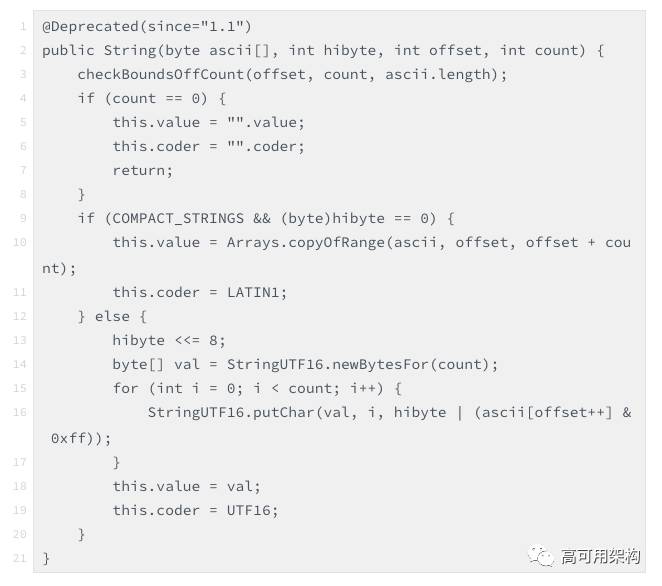 1 @Deprecated(since="1.1")
2 public String(byte ascii[], int hibyte, int offset, int count) {
3     checkBoundsOffCount(offset, count, ascii.length);
4     if (count == 0) {
5         this.value = "".value;
6         this.coder = "".coder;
7         return;
8     }
9     if (COMPACT_STRINGS && (byte)hibyte == 0) {
10         this.value = Arrays.copyOfRange(ascii, offset, offset + cou
nt);
11         this.coder = LATIN1;
12     } else {
13         hibyte <<= 8;
14         byte[] val = StringUTF16.newBytesFor(count);
15         for (int i = 0; i < count; i++) {
16             StringUTF16.putChar(val, i, hibyte | (ascii[offset++] &
 0xff));
17         }
18         this.value = val;
19         this.coder = UTF16;
20     }
21 }
高可用架构